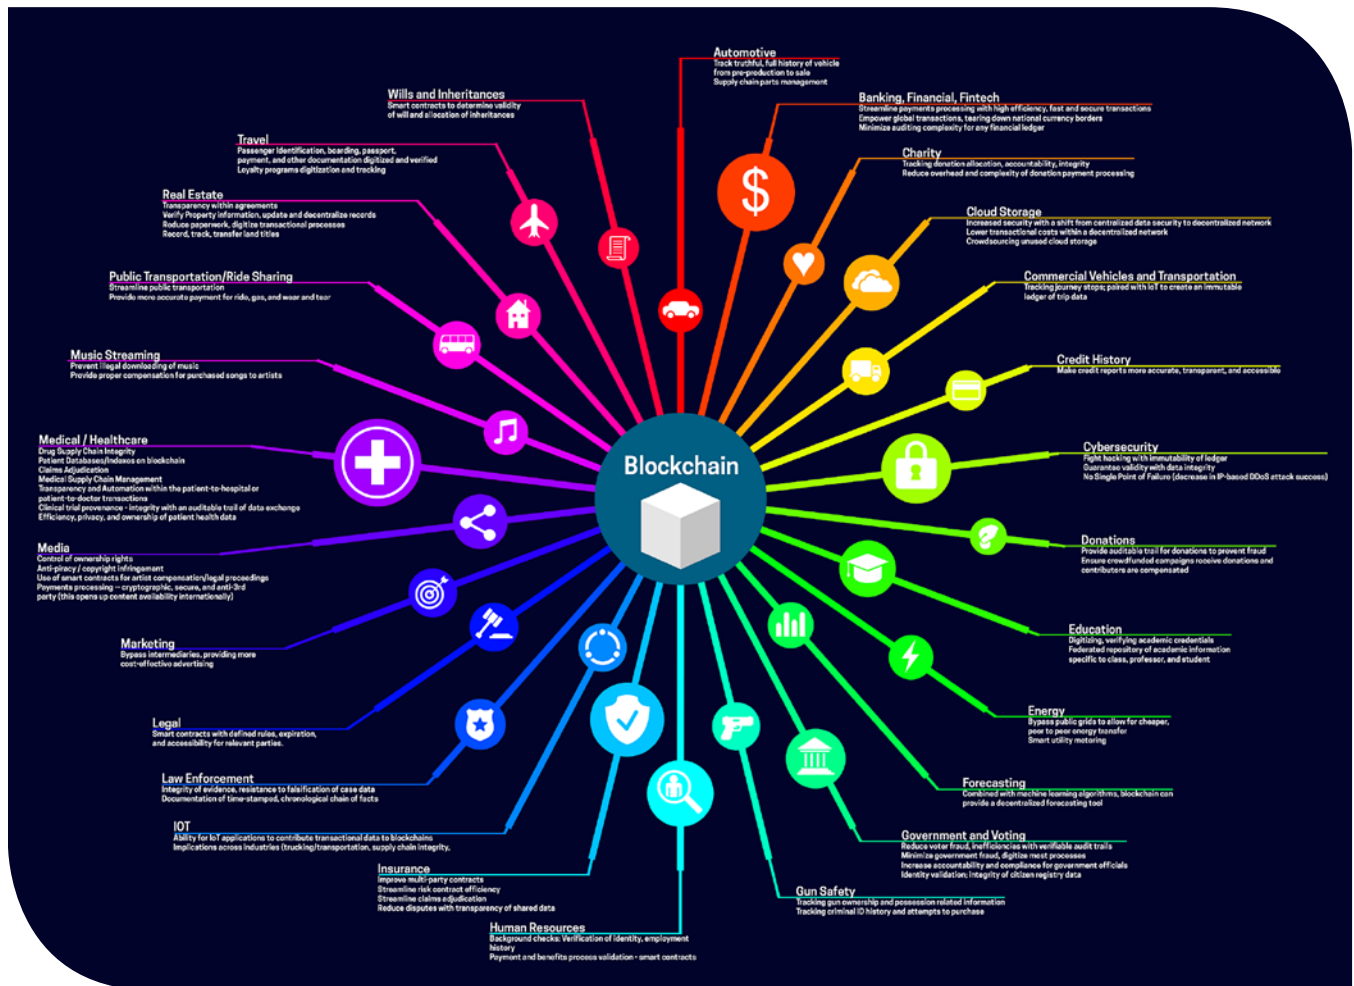 Automotive
Track truthful, full history of vehicle
from pre-production to sale
Supply chain parts management
Banking, Financial, Fintech
Streamline payments processing with high efficiency, fast and secure transactions
Empower global transactions, tearing down national currency borders
Minimize auditing complexity for any financial ledger
Charity
Tracking donation allocation, accountability, integrity
Reduce overhead and complexity of donation payment processing
Cloud Storage
Increased security with a shift from centralized data security to decentralized network
Lower transactional costs within a decentralized network
Crowdsourcing unused cloud storage
Commercial Vehicles and Transportation
Tracking journey stops; paired with IoT to create an immutable
ledger of trip data
Credit History
Make credit reports more accurate, transparent, and accessible
Cybersecurity
Fight hacking with immutability of ledger
Guarantee validity with data integrity
No Single Point of Failure (decrease in IP-based DDoS attack success)
Donations
Provide auditable trail for donations to prevent fraud
Ensure crowdfunded campaigns receive donations and
contributors are compensated
Education
Digitizing, verifying academic credentials
Federated repository of academic information
specific to class, professor, and student
Energy
Bypass public grids to allow for cheaper,
peer to peer energy transfer
Smart utility metering
Forecasting
Combined with machine learning algorithms, blockchain can
provide a decentralized forecasting tool
Government and Voting
Reduce voter fraud, inefficiencies with verifiable audit trails
Minimize government fraud, digitize most processes
Increase accountability and compliance for government officials
Identity validation; integrity of citizen registry data
Gun Safety
Tracking gun ownership and possession related information
Tracking criminal ID history and attempts to purchase
Human Resources
Background checks: Verification of identity, employment
history
Payment and benefits process validation - smart contracts
Insurance
Improve multi-party contracts
Streamline risk contract efficiency
Streamline claims adjudication
Reduce disputes with transparency of shared data
IOT
Ability for IoT applications to contribute transactional data to blockchains
Implications across industries (trucking/transportation, supply chain integrity,
Law Enforcement
Integrity of evidence, resistance to falsification of case data
Documentation of time-stamped, chronological chain of facts
Legal
Smart contracts with defined rules, expiration,
and accessibility for relevant parties.
Marketing
Bypass intermediaries, providing more
cost-effective advertising
Media
Control of ownership rights
Anti-piracy / copyright infringement
Use of smart contracts for artist compensation/legal proceedings
Payments processing -- cryptographic, secure, and anti-3rd
party (this opens up content availability internationally)
Medical / Healthcare
Drug Supply Chain Integrity
Patient Databases/Indexes on blockchain
Claims Adjudication
Medical Supply Chain Management
Transparency and Automation within the patient-to-hospital or
patient-to-doctor transactions
Clinical trial provenance - integrity with an auditable trail of data exchange
Efficiency, privacy, and ownership of patient health data
Music Streaming
Prevent illegal downloading of music
Provide proper compensation for purchased songs to artists
Public Transportation/Ride Sharing
Streamline public transportation
Provide more accurate payment for ride, gas, and wear and tear
Real Estate
Transparency within agreements
Verify Property information, update and decentralize records
Reduce paperwork, digitize transactional processes
Record, track, transfer land titles
Travel
Passenger identification, boarding, passport,
payment, and other documentation digitized and verified
Loyalty programs digitization and tracking
Wills and Inheritances
Smart contracts to determine validity
of will and allocation of inheritances
Blockchain